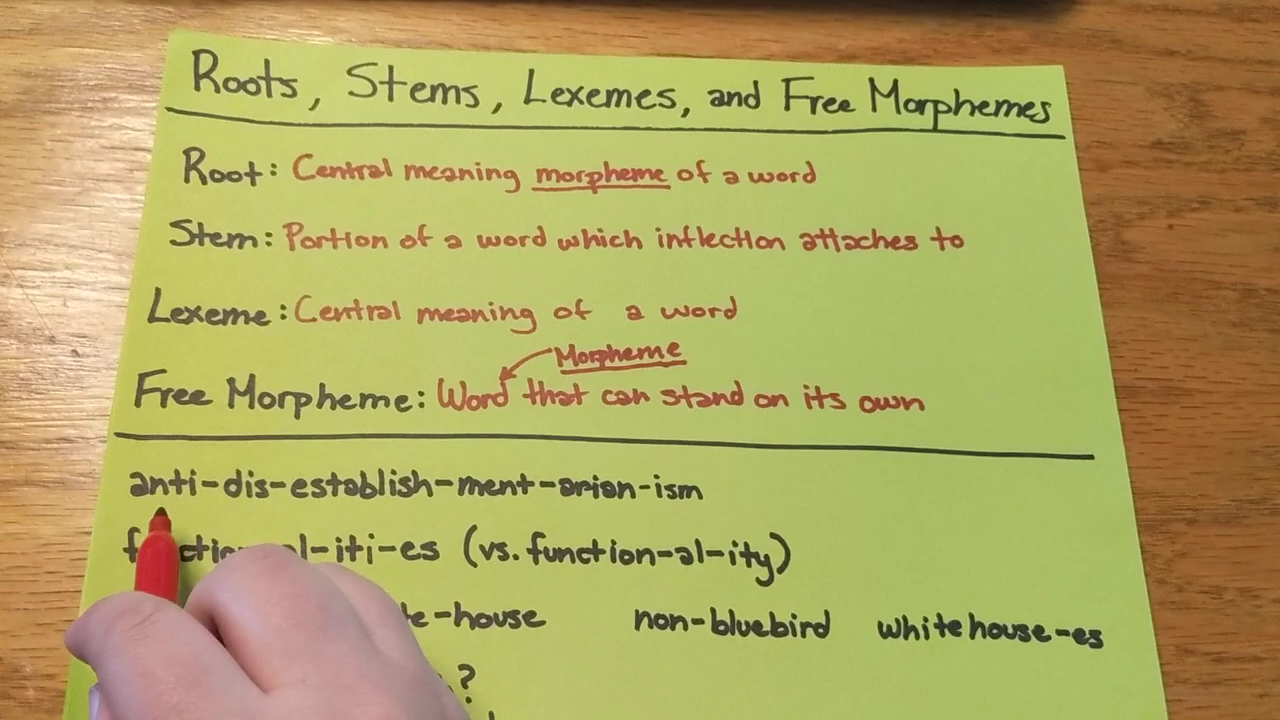 Roots, Stems, Lexemes, and Free Morphemes
Root: Central meaning morpheme of a word
Stem: Portion of a word which inflection attaches to
Lexeme: Central meaning of a word
Morpheme
Free Morpheme: Word that can stand on its own
anti-dis-establish-ment-arian-ism
-iti-es (vs. function-al-ity)
-house non-bluebird whitehouse-es
?